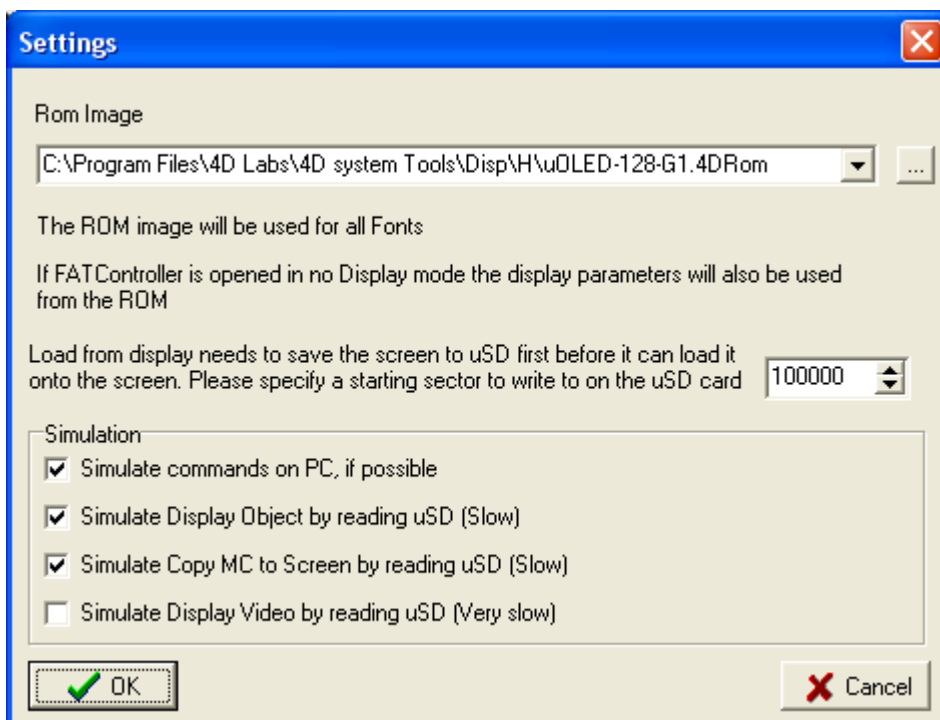 Settings
Rom Image
C:\Program Files\4D Labs\4D system Tools\Disp\H\uOLED-128-G1.4DRom
...
The ROM image will be used for all Fonts
If FATController is opened in no Display mode the display parameters will also be used
from the ROM
Load from display needs to save the screen to uSD first before it can load it
onto the screen. Please specify a starting sector to write to on the uSD card
100000
Simulation
Simulate commands on PC, if possible
Simulate Display Object by reading uSD (Slow)
Simulate Copy MC to Screen by reading uSD (Slow)
Simulate Display Video by reading uSD (Very slow)
OK
Cancel